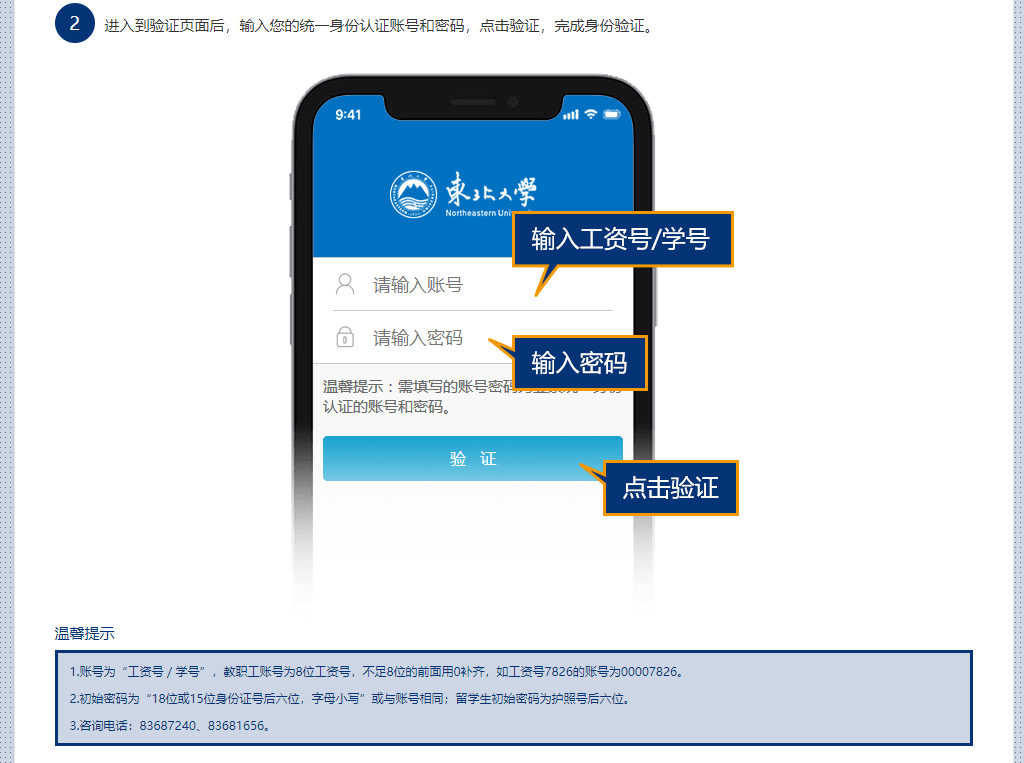 2 进入到验证页面后，输入您的统一身份认证账号和密码，点击验证，完成身份验证。
9:41
東北大學
Northeastern Uni
输入工资号/学号
请输入账号
请输入密码
输入密码
温馨提示：需填写的账号密码
认证的账号和密码。
验 证
点击验证
温馨提示
1.账号为“工资号 / 学号”，教职工账号为8位工资号，不足8位的前面用0补齐，如工资号7826的账号为00007826。
2.初始密码为“18位或15位身份证号后六位，字母小写”或与账号相同；留学生初始密码为护照号后六位。
3.咨询电话：83687240、83681656。